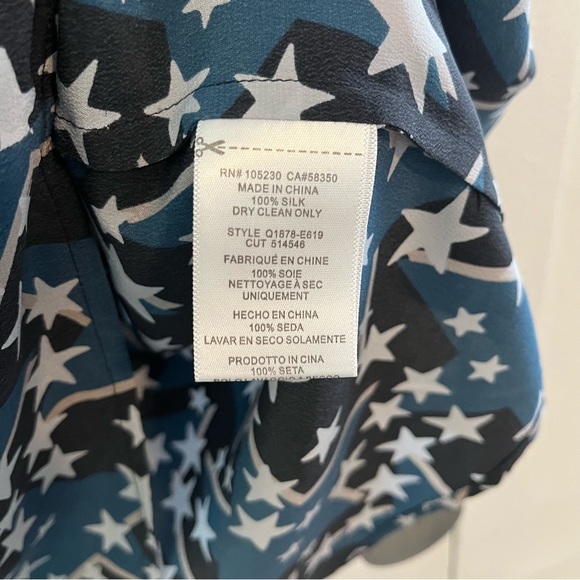 RN# 105230 CA#58350
MADE IN CHINA
100% SILK
DRY CLEAN ONLY
STYLE Q1878-E619
CUT 514546
FABRIQUÉ EN CHINE
100% SOIE
NETTOYAGE À SEC
UNIQUEMENT
HECHO EN CHINA
100% SEDA
LAVAR EN SECO SOLAMENTE
PRODOTTO IN CINA
100% SETA